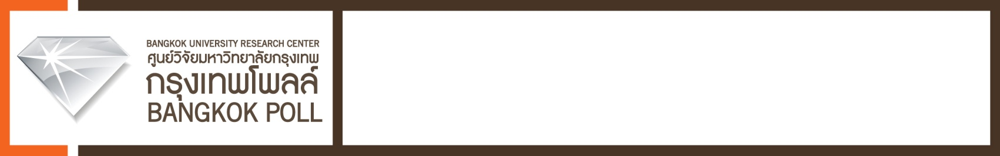 BANGKOK UNIVERSITY RESEARCH CENTER
ศูนย์วิจัยมหาวิทยาลัยกรุงเทพ
กรุงเทพโพลล์
BANGKOK POLL